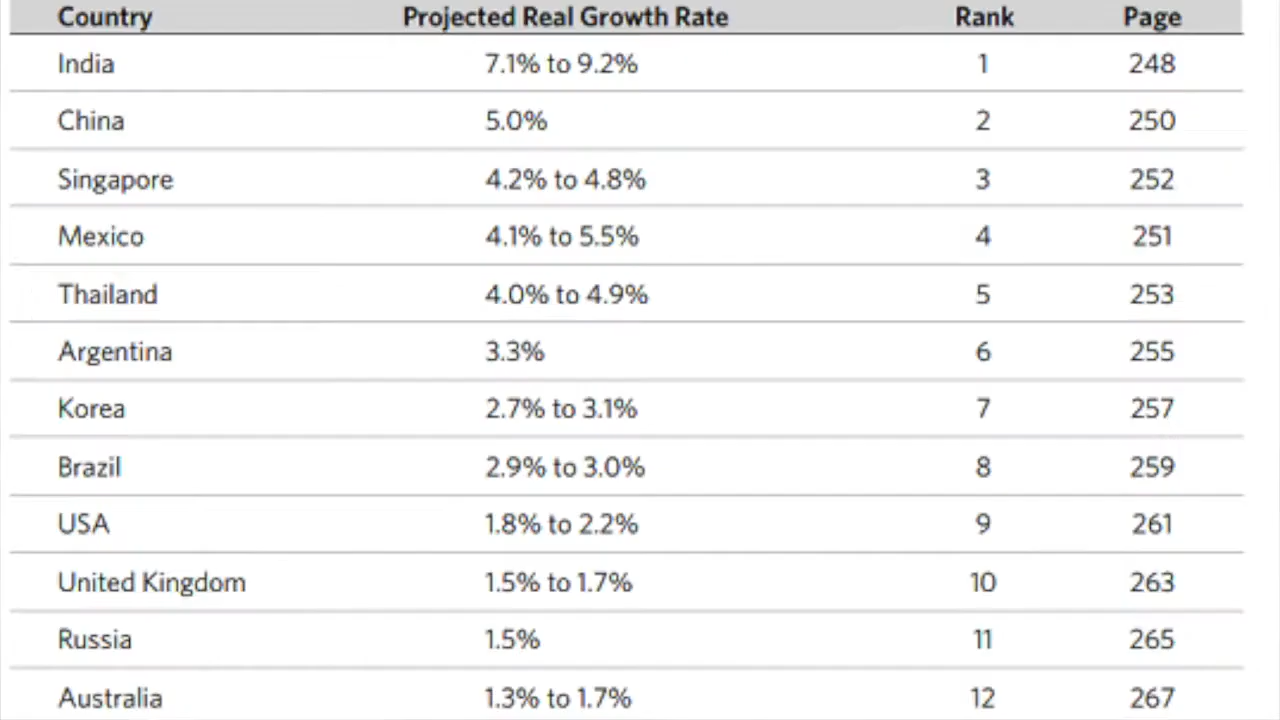 Country Projected Real Growth Rate Rank Page
India 7.1% to 9.2% 1 248
China 5.0% 2 250
Singapore 4.2% to 4.8% 3 252
Mexico 4.1% to 5.5% 4 251
Thailand 4.0% to 4.9% 5 253
Argentina 3.3% 6 255
Korea 2.7% to 3.1% 7 257
Brazil 2.9% to 3.0% 8 259
USA 1.8% to 2.2% 9 261
United Kingdom 1.5% to 1.7% 10 263
Russia 1.5% 11 265
Australia 1.3% to 1.7% 12 267